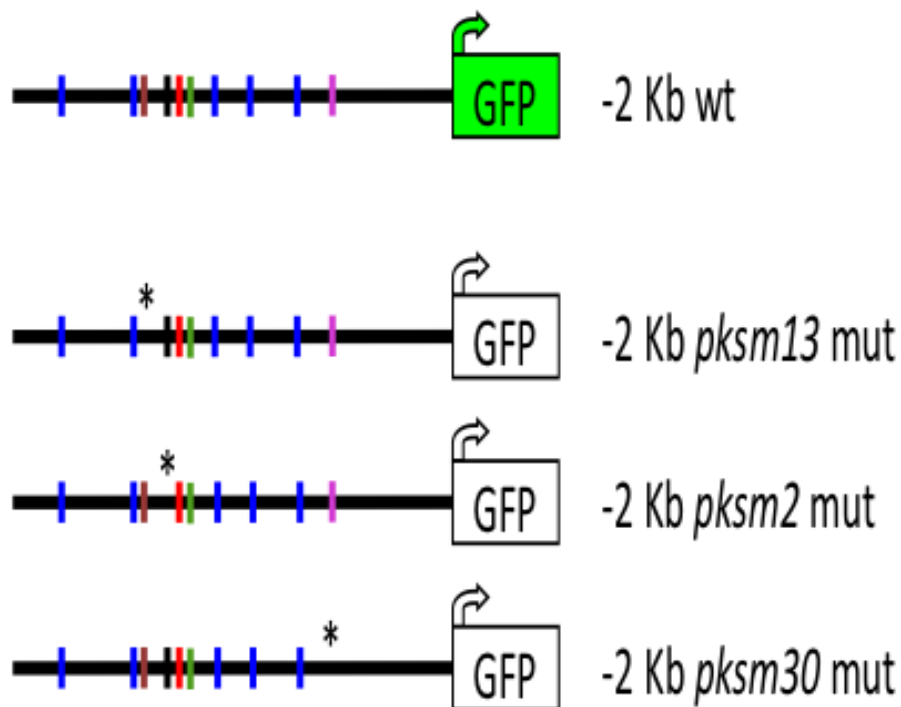 GFP -2 Kb wt
*
GFP -2 Kb pksm13 mut
*
GFP -2 Kb pksm2 mut
*
GFP -2 Kb pksm30 mut